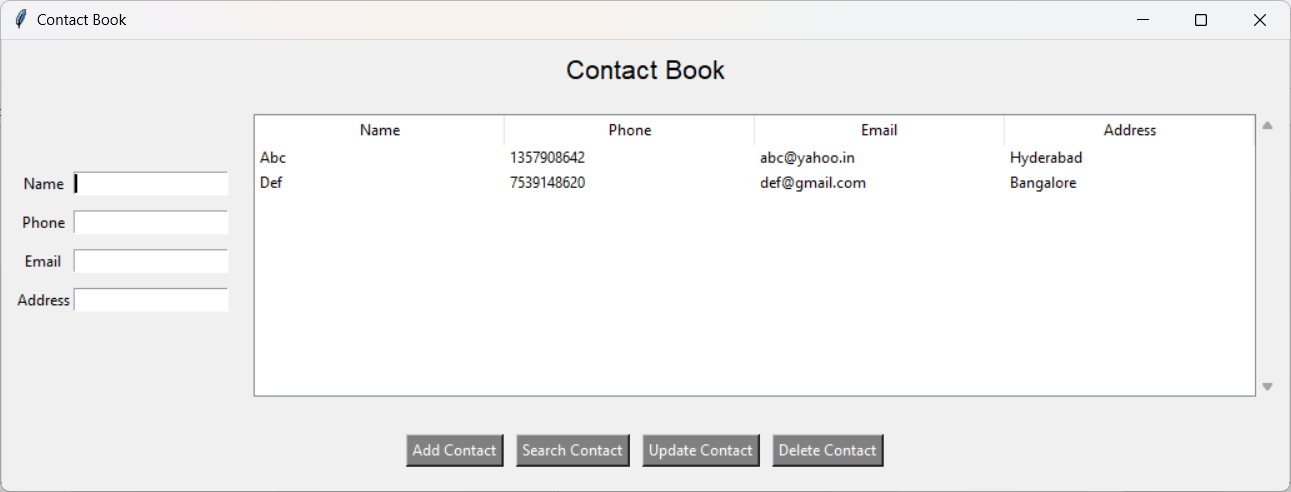 Contact Book
Contact Book
Name Phone Email Address
Abc 1357908642 abc@yahoo.in Hyderabad
Def 7539148620 def@gmail.com Bangalore
Name
Phone
Email
Address
Add Contact Search Contact Update Contact Delete Contact